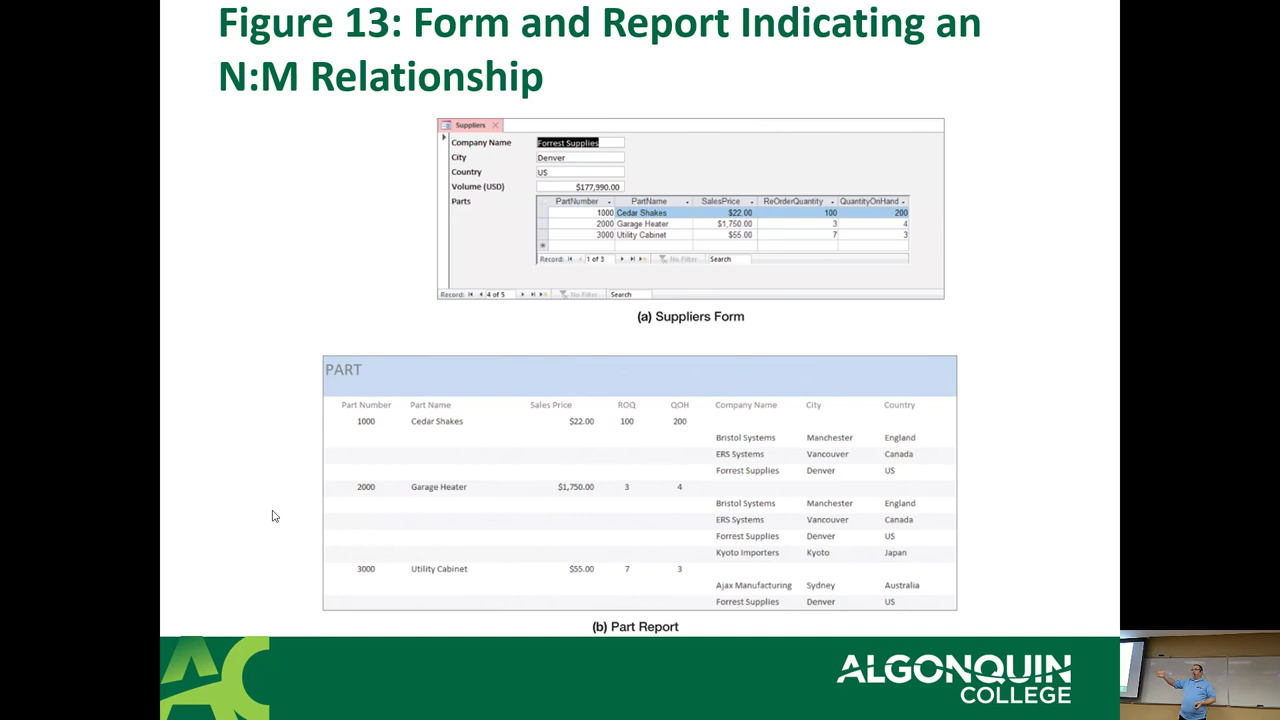 Figure 13: Form and Report Indicating an
N:M Relationship
Suppliers
Company Name Forrest Supplies
City Denver
Country US
Volume (USD) $177,990.00
Parts PartNumber PartName SalesPrice ReOrderQuantity QuantityOnHand
1000 Cedar Shakes $22.00 100 200
2000 Garage Heater $1,750.00 3 4
3000 Utility Cabinet $55.00 7 3
Record: 1 of 3 No Filter Search
Record: 4 of 5 No Filter Search
(a) Suppliers Form
PART
Part Number Part Name Sales Price ROQ QOH Company Name City Country
1000 Cedar Shakes $22.00 100 200
Bristol Systems Manchester England
ERS Systems Vancouver Canada
Forrest Supplies Denver US
2000 Garage Heater $1,750.00 3 4
Bristol Systems Manchester England
ERS Systems Vancouver Canada
Forrest Supplies Denver US
Kyoto Importers Kyoto Japan
3000 Utility Cabinet $55.00 7 3
Ajax Manufacturing Sydney Australia
Forrest Supplies Denver US
(b) Part Report
AC
ALGONQUIN
COLLEGE